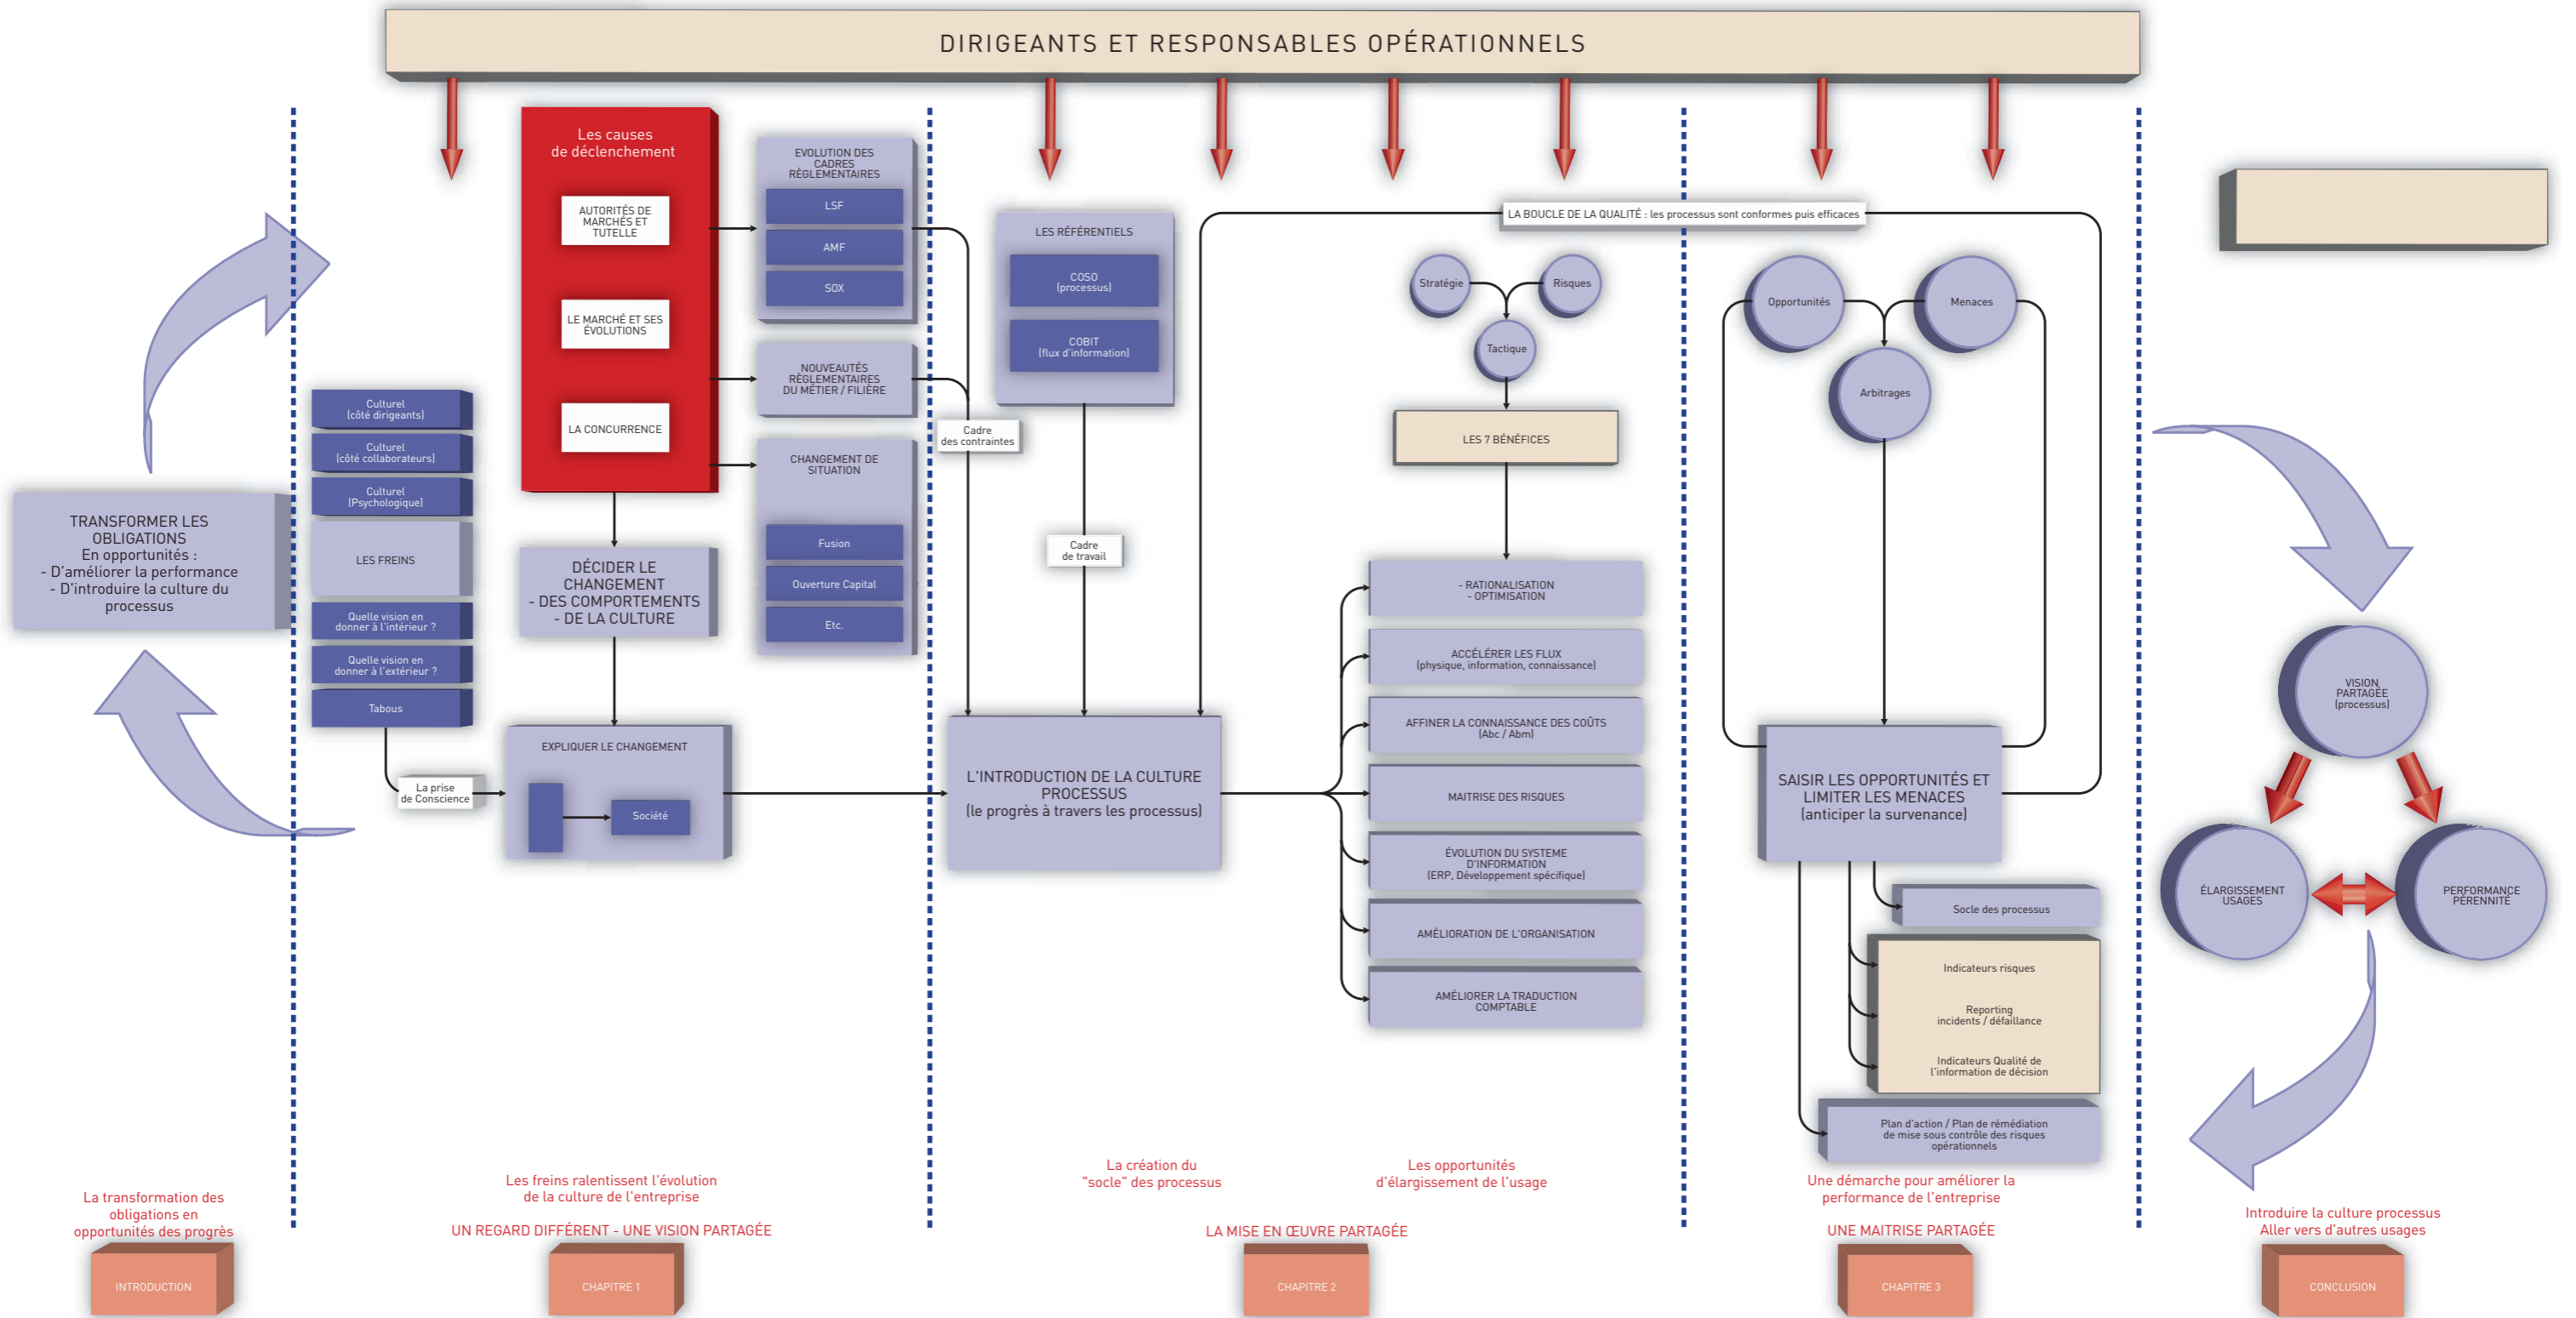 DIRIGEANTS ET RESPONSABLES OPÉRATIONNELS
TRANSFORMER LES
OBLIGATIONS
En opportunités :
- D'améliorer la performance
- D'introduire la culture du
processus
La transformation des
obligations en
opportunités des progrès
INTRODUCTION
Culturel
(côté dirigeants)
Culturel
(côté collaborateurs)
Culturel
(Psychologique)
LES FREINS
Quelle vision en
donner à l'intérieur ?
Quelle vision en
donner à l'extérieur ?
Tabous
La prise
de Conscience
Les causes
de déclenchement
AUTORITÉS DE
MARCHÉS ET
TUTELLE
LE MARCHÉ ET SES
ÉVOLUTIONS
LA CONCURRENCE
DÉCIDER LE
CHANGEMENT
- DES COMPORTEMENTS
- DE LA CULTURE
EXPLIQUER LE CHANGEMENT
Société
EVOLUTION DES
CADRES
RÈGLEMENTAIRES
LSF
AMF
SOX
NOUVEAUTÉS
RÈGLEMENTAIRES
DU MÉTIER / FILIÈRE
CHANGEMENT DE
SITUATION
Fusion
Ouverture Capital
Etc.
Les freins ralentissent l'évolution
de la culture de l'entreprise
UN REGARD DIFFÉRENT - UNE VISION PARTAGÉE
CHAPITRE 1
Cadre
des contraintes
LES RÉFÉRENTIELS
COSO
(processus)
COBIT
(flux d'information)
Cadre
de travail
L'INTRODUCTION DE LA CULTURE
PROCESSUS
(le progrès à travers les processus)
LA BOUCLE DE LA QUALITÉ : les processus sont conformes puis efficaces
Stratégie
Risques
Tactique
LES 7 BÉNÉFICES
- RATIONALISATION
- OPTIMISATION
ACCÉLÉRER LES FLUX
(physique, information, connaissance)
AFFINER LA CONNAISSANCE DES COÛTS
(Abc / Abm)
MAITRISE DES RISQUES
ÉVOLUTION DU SYSTEME
D'INFORMATION
(ERP, Développement spécifique)
AMÉLIORATION DE L'ORGANISATION
AMÉLIORER LA TRADUCTION
COMPTABLE
La création du
"socle" des processus
Les opportunités
d'élargissement de l'usage
LA MISE EN ŒUVRE PARTAGÉE
CHAPITRE 2
Opportunités
Menaces
Arbitrages
SAISIR LES OPPORTUNITÉS ET
LIMITER LES MENACES
(anticiper la survenance)
Socle des processus
Indicateurs risques
Reporting
incidents / défaillance
Indicateurs Qualité de
l'information de décision
Plan d'action / Plan de rémédiation
de mise sous contrôle des risques
opérationnels
Une démarche pour améliorer la
performance de l'entreprise
UNE MAITRISE PARTAGÉE
CHAPITRE 3
VISION
PARTAGÉE
(processus)
ÉLARGISSEMENT
USAGES
PERFORMANCE
PÉRENNITÉ
Introduire la culture processus
Aller vers d'autres usages
CONCLUSION